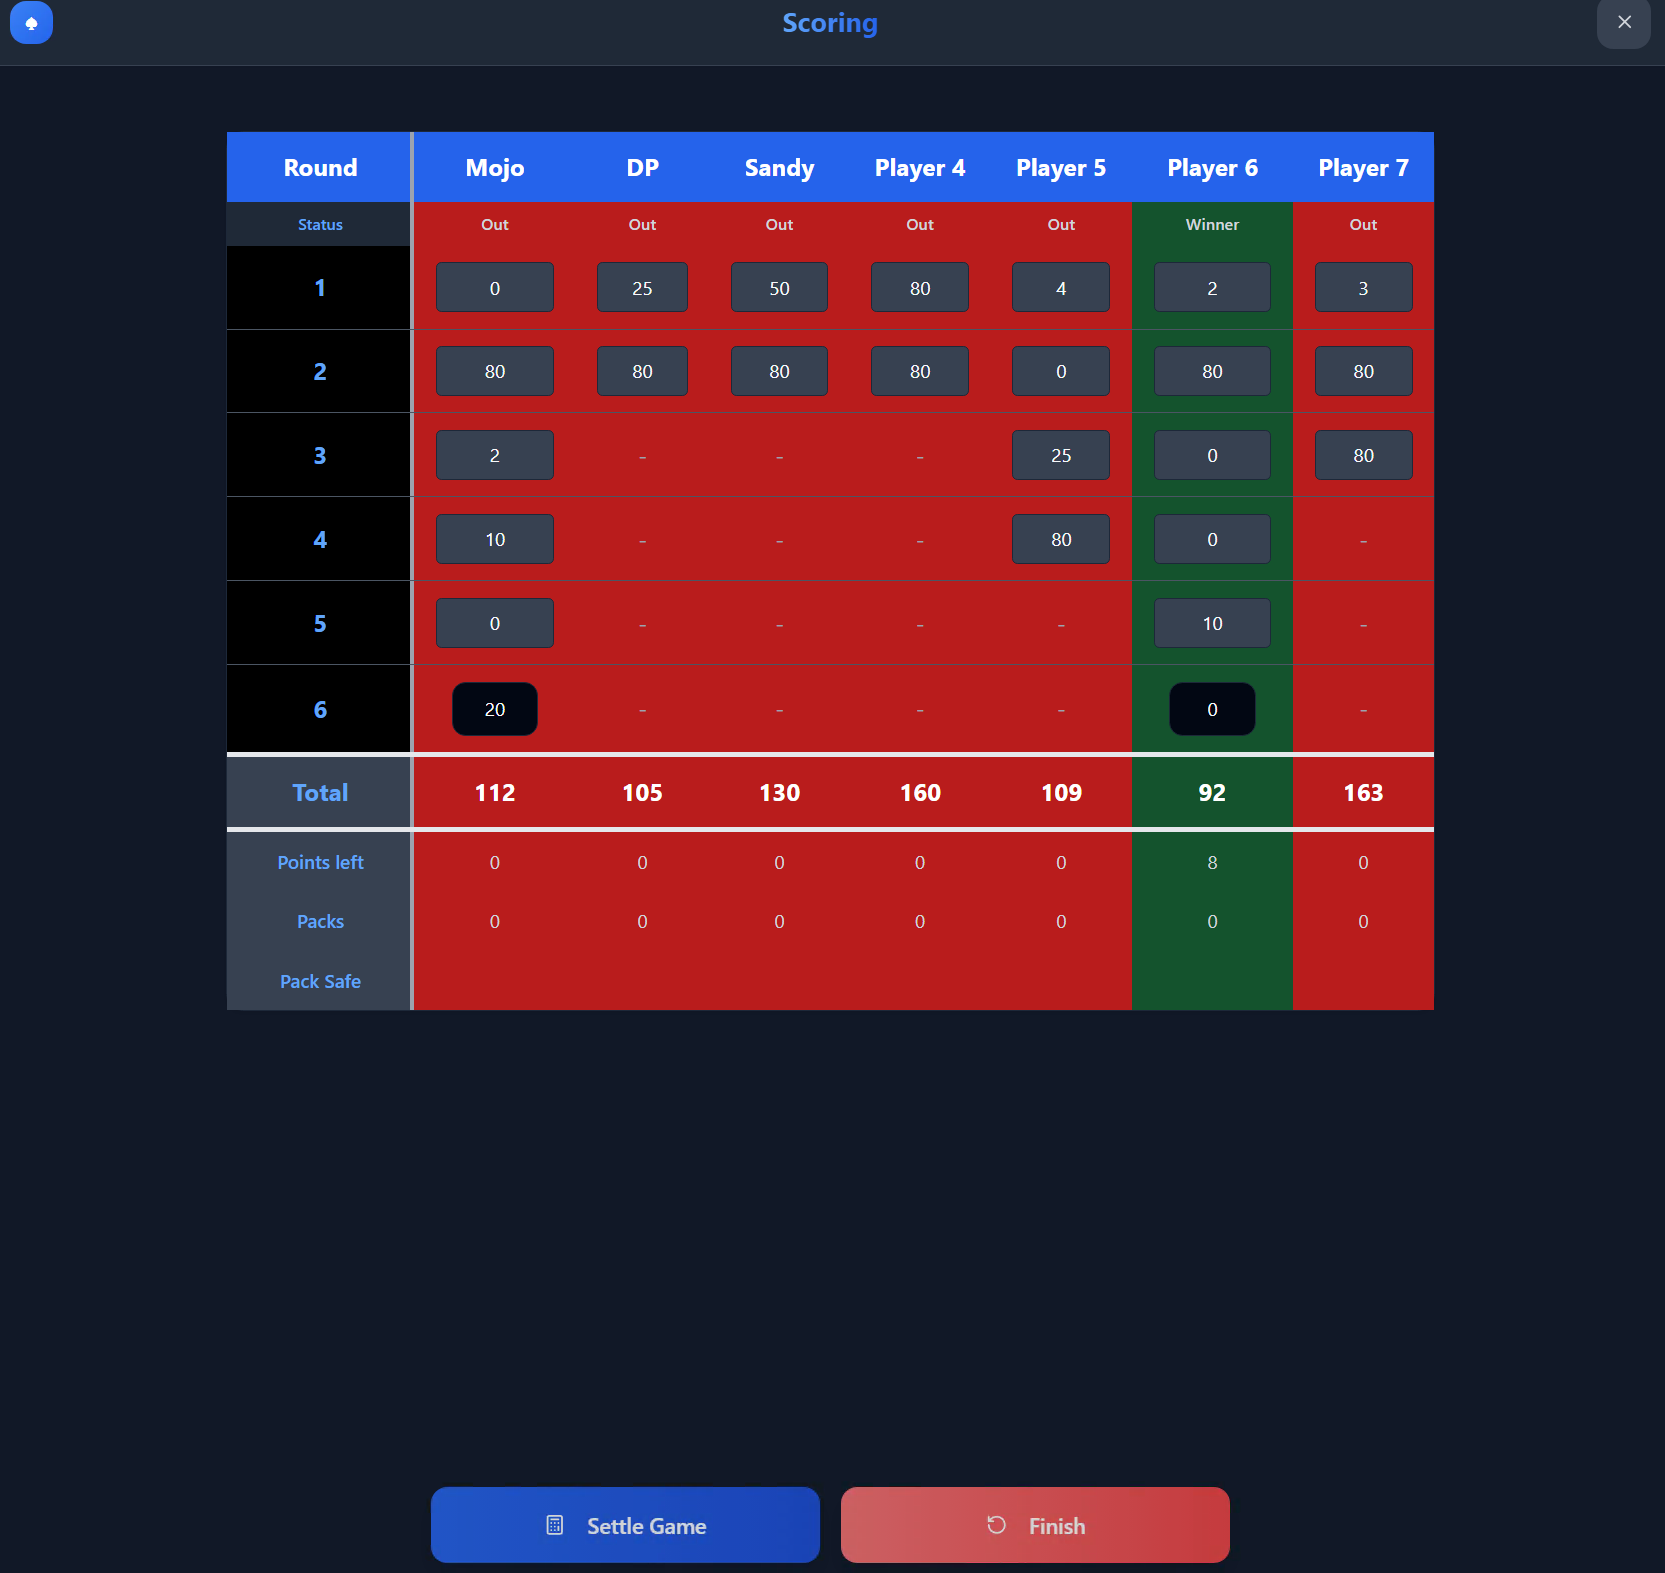 Scoring
Round Mojo DP Sandy Player 4 Player 5 Player 6 Player 7
Status Out Out Out Out Out Winner Out
1 0 25 50 80 4 2 3
2 80 80 80 80 0 80 80
3 2 - - - 25 0 80
4 10 - - - 80 0 -
5 0 - - - - 10 -
6 20 - - - - 0 -
Total 112 105 130 160 109 92 163
Points left 0 0 0 0 0 8 0
Packs 0 0 0 0 0 0 0
Pack Safe
Settle Game Finish